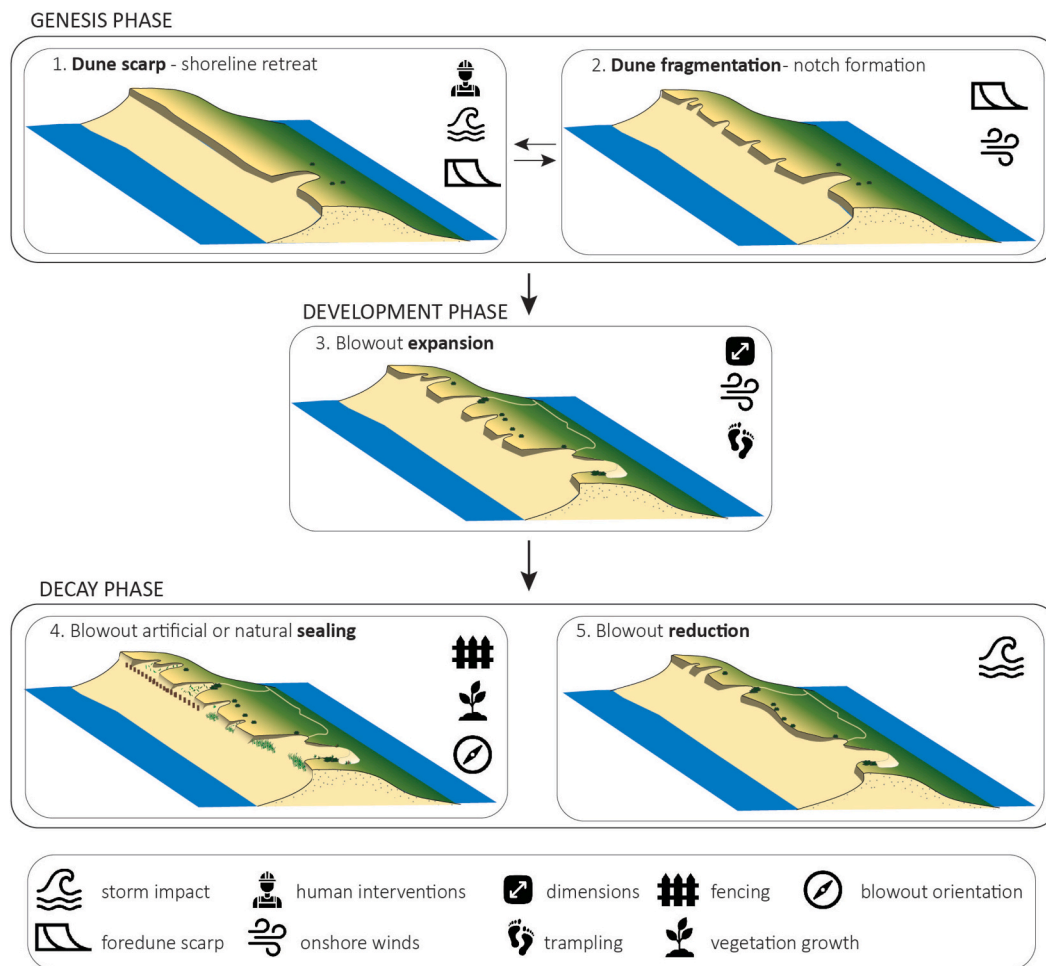 GENESIS PHASE
1. Dune scarp - shoreline retreat
2. Dune fragmentation- notch formation
DEVELOPMENT PHASE
3. Blowout expansion
DECAY PHASE
4. Blowout artificial or natural sealing
5. Blowout reduction
storm impact
human interventions
dimensions
fencing
blowout orientation
foredune scarp
onshore winds
trampling
vegetation growth